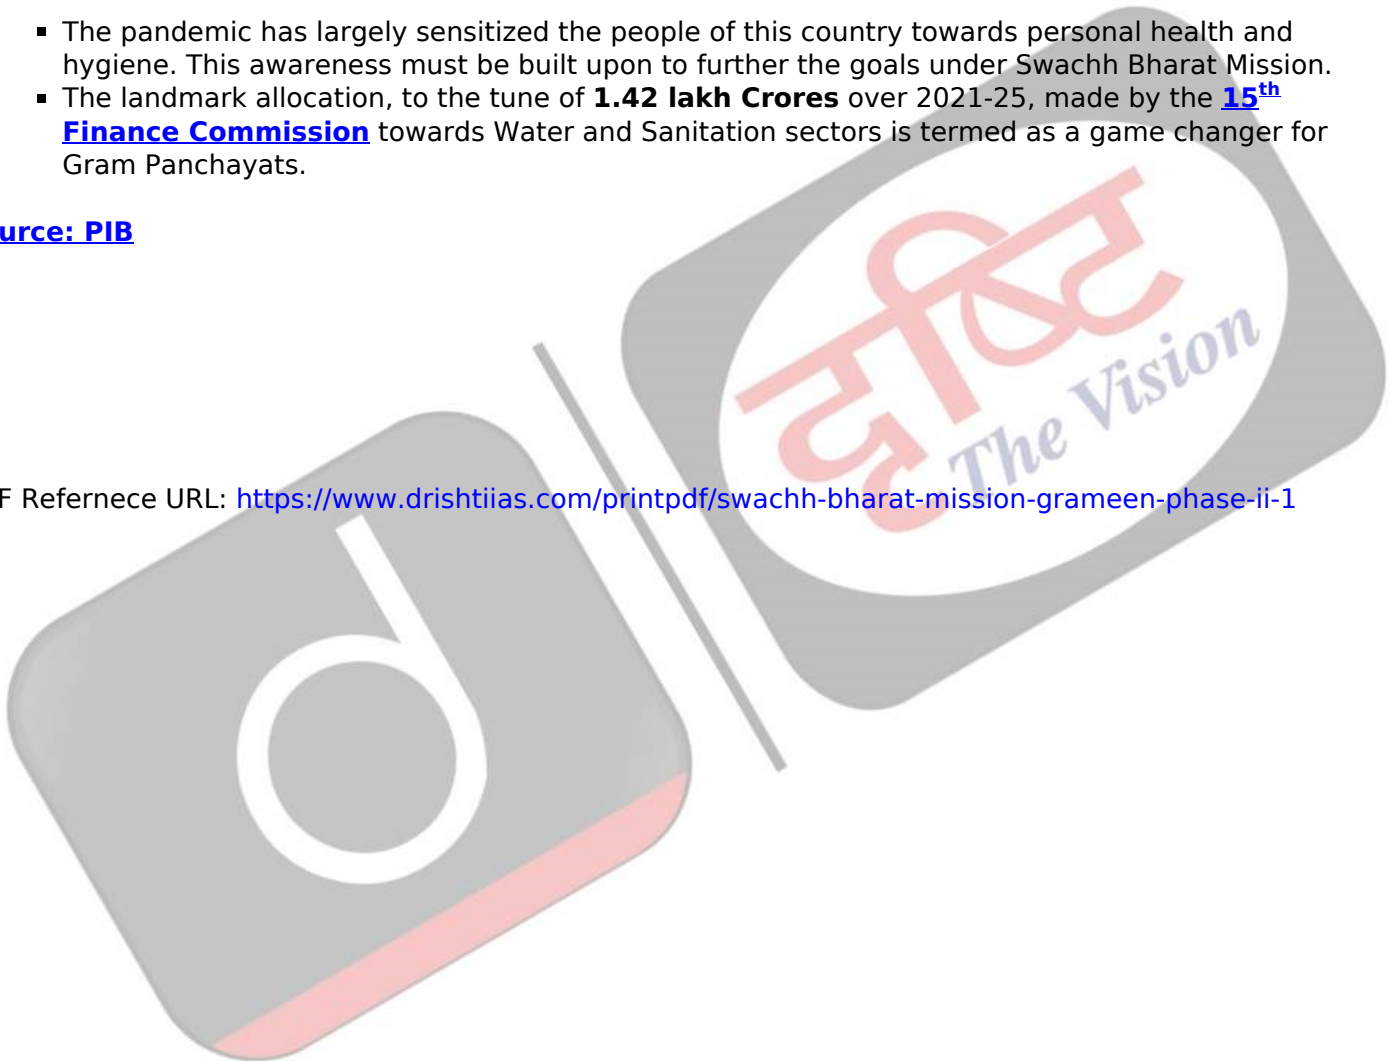 ▪ The pandemic has largely sensitized the people of this country towards personal health and
hygiene. This awareness must be built upon to further the goals under Swachh Bharat Mission.
▪ The landmark allocation, to the tune of 1.42 lakh Crores over 2021-25, made by the 15th
Finance Commission towards Water and Sanitation sectors is termed as a game changer for
Gram Panchayats.
urce: PIB
दृष्टि
The Vision
F Refernece URL: https://www.drishtiias.com/printpdf/swachh-bharat-mission-grameen-phase-ii-1
d